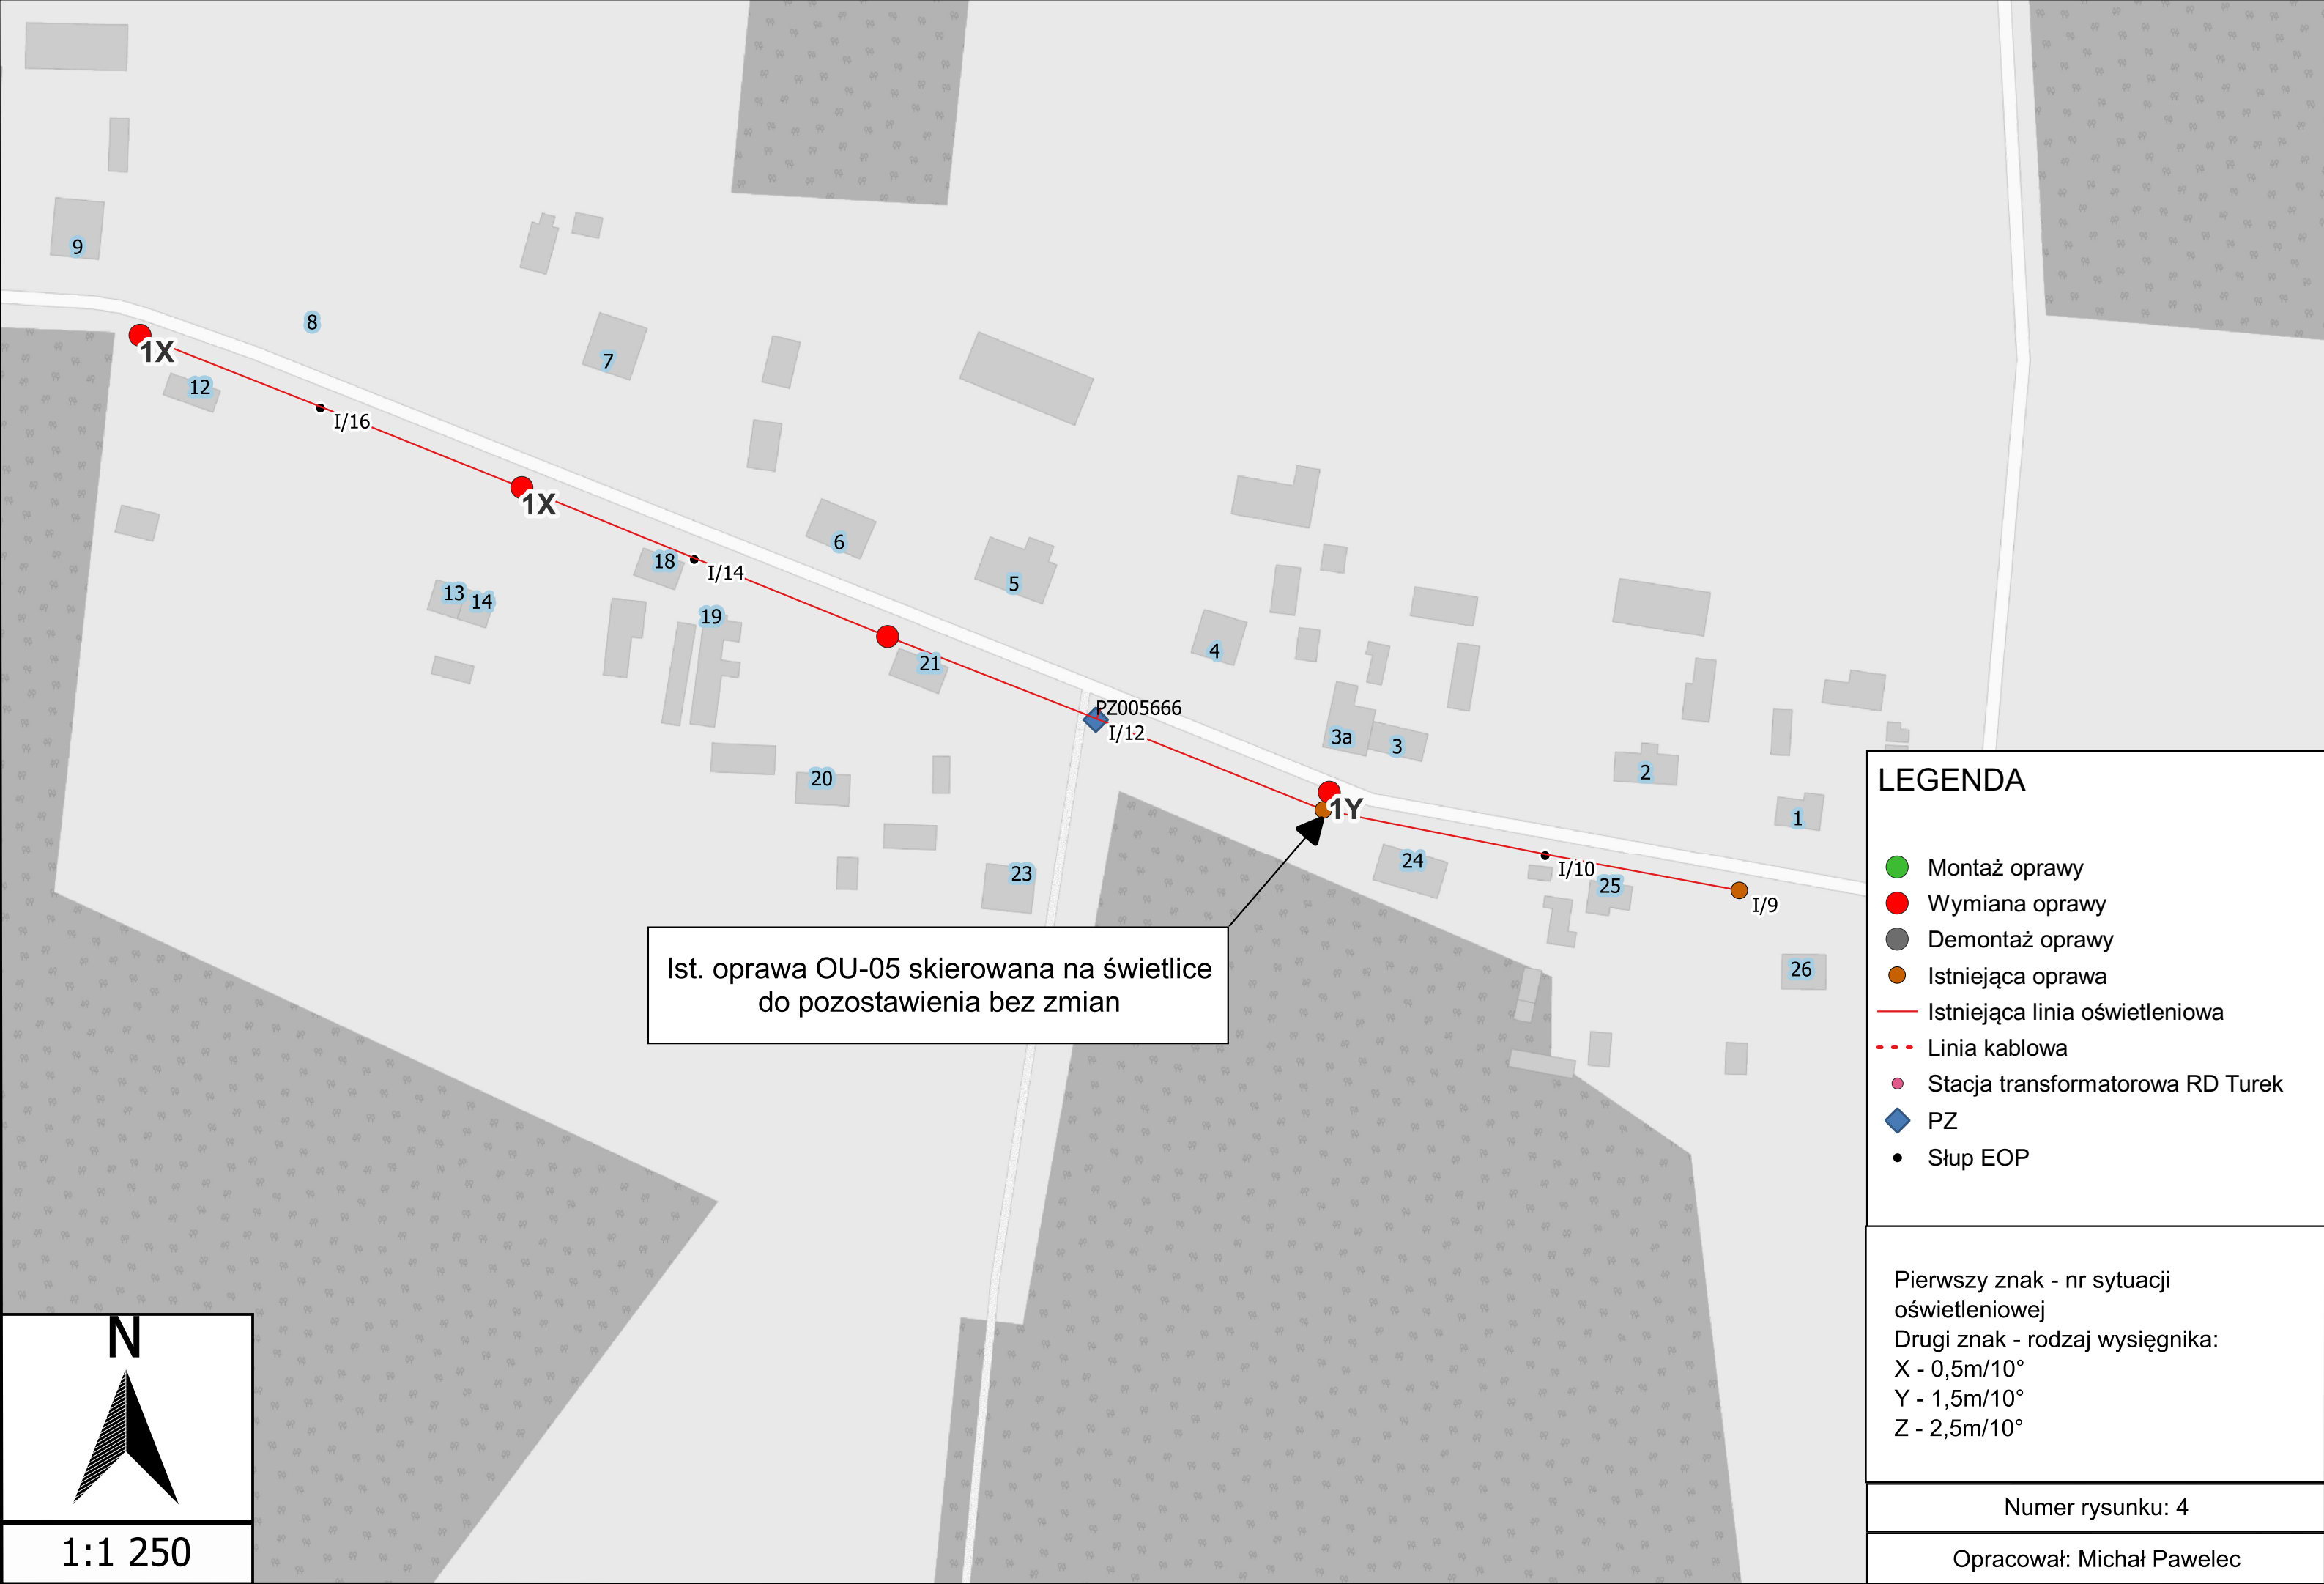 9
8
7
1X
12
I/16
1X
6
18
I/14
5
13
14
19
21
4
PZ005666
I/12
3a
3
2
20
1Y
1
24
I/10
23
25
I/9
26
Ist. oprawa OU-05 skierowana na świetlice
do pozostawienia bez zmian
LEGENDA
Montaż oprawy
Wymiana oprawy
Demontaż oprawy
Istniejąca oprawa
Istniejąca linia oświetleniowa
Linia kablowa
Stacja transformatorowa RD Turek
PZ
Słup EOP
Pierwszy znak - nr sytuacji
oświetleniowej
Drugi znak - rodzaj wysięgnika:
X - 0,5m/10°
Y - 1,5m/10°
Z - 2,5m/10°
Numer rysunku: 4
Opracował: Michał Pawelec
N
1:1 250